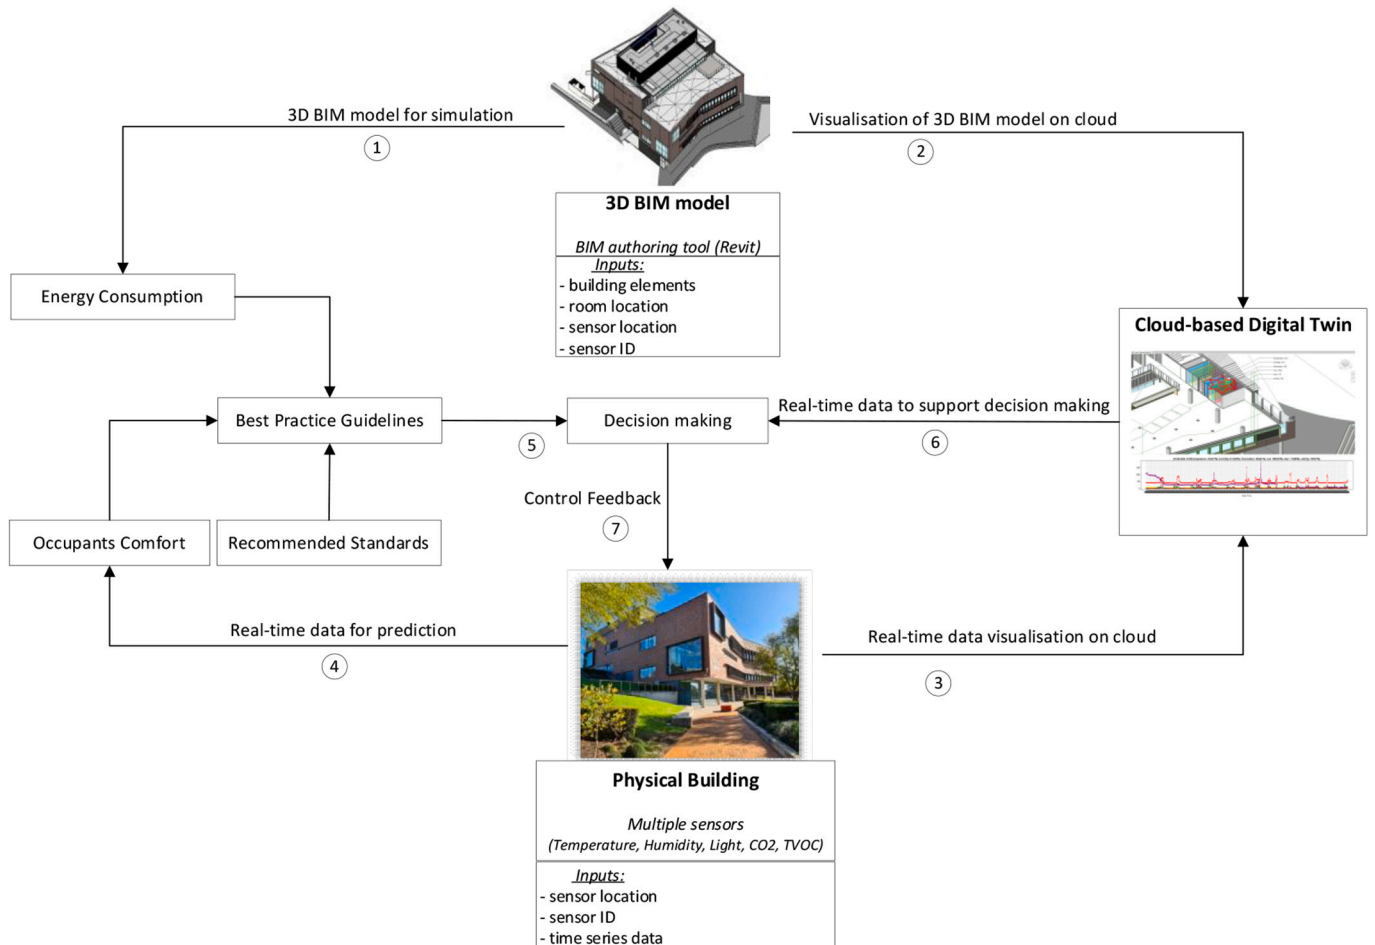 3D BIM model for simulation
1
Visualisation of 3D BIM model on cloud
2
3D BIM model
BIM authoring tool (Revit)
Inputs:
- building elements
- room location
- sensor location
- sensor ID
Energy Consumption
Cloud-based Digital Twin
Best Practice Guidelines
5
Decision making
Real-time data to support decision making
6
Control Feedback
7
Occupants Comfort
Recommended Standards
Real-time data for prediction
4
Real-time data visualisation on cloud
3
Physical Building
Multiple sensors
(Temperature, Humidity, Light, CO2, TVOC)
Inputs:
- sensor location
- sensor ID
- time series data